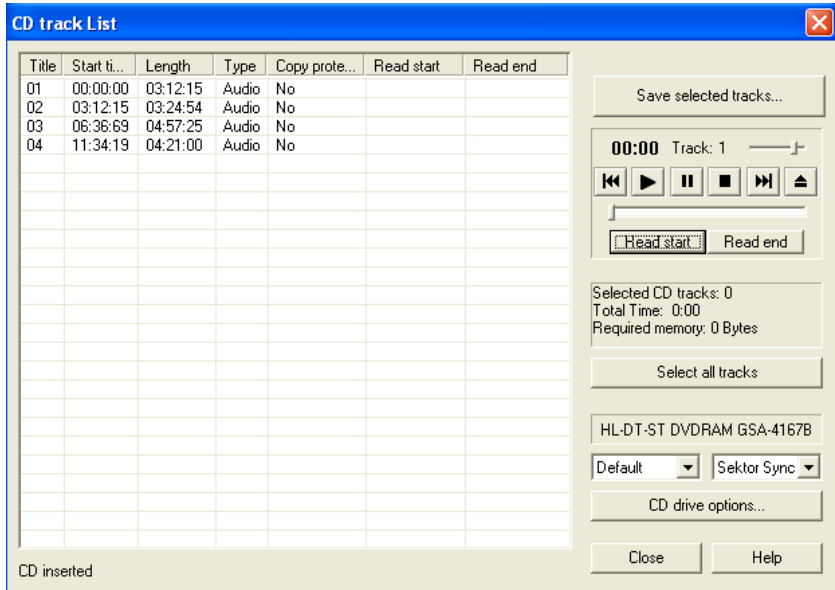 CD track List
Title Start ti... Length Type Copy prote... Read start Read end
01 00:00:00 03:12:15 Audio No
02 03:12:15 03:24:54 Audio No
03 06:36:69 04:57:25 Audio No
04 11:34:19 04:21:00 Audio No
CD inserted
Save selected tracks...
00:00 Track: 1
Read start Read end
Selected CD tracks: 0
Total Time: 0:00
Required memory: 0 Bytes
Select all tracks
HL-DT-ST DVDRAM GSA-4167B
Default Sektor Sync
CD drive options...
Close Help